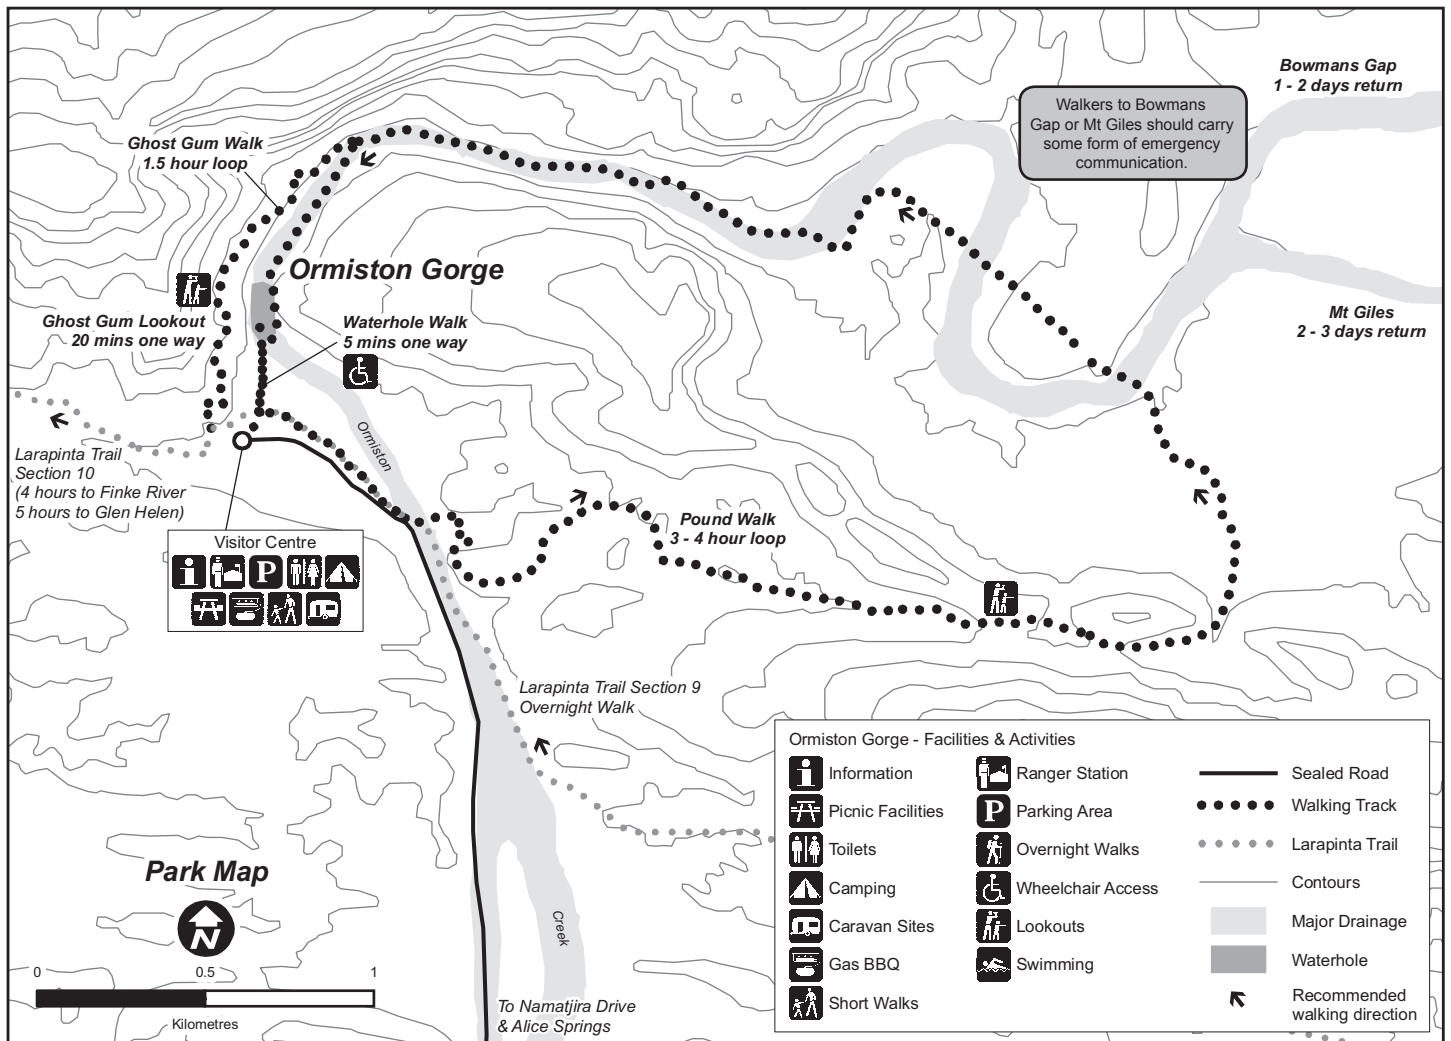 Bowmans Gap
1 - 2 days return
Walkers to Bowmans
Gap or Mt Giles should carry
some form of emergency
communication.
Ghost Gum Walk
1.5 hour loop
Ormiston Gorge
Ghost Gum Lookout
20 mins one way
Waterhole Walk
5 mins one way
Mt Giles
2 - 3 days return
Ormiston
Larapinta Trail
Section 10
(4 hours to Finke River
5 hours to Glen Helen)
Pound Walk
3 - 4 hour loop
Visitor Centre
P
Larapinta Trail Section 9
Overnight Walk
Ormiston Gorge - Facilities & Activities
Information
Picnic Facilities
Toilets
Camping
Caravan Sites
Gas BBQ
Short Walks
Ranger Station
P Parking Area
Overnight Walks
Wheelchair Access
Lookouts
Swimming
Sealed Road
Walking Track
Larapinta Trail
Contours
Major Drainage
Waterhole
Recommended
walking direction
Park Map
N
0 0.5 1
Kilometres
Creek
To Namatjira Drive
& Alice Springs